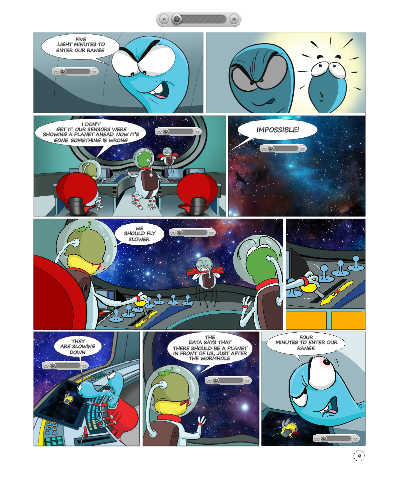 FIVE
LIGHT MINUTES TO
ENTER OUR RANGE
I DON'T
GET IT. OUR SENSORS WERE
SHOWING A PLANET AHEAD. NOW IT'S
GONE. SOMETHING IS WRONG
IMPOSSIBLE!
WE
SHOULD FLY
SLOWER
THEY
ARE SLOWING
DOWN
THE
DATA SAYS THAT
THERE SHOULD BE A PLANET
IN FRONT OF US, JUST AFTER
THE WORMHOLE
FOUR
MINUTES TO ENTER OUR
RANGE